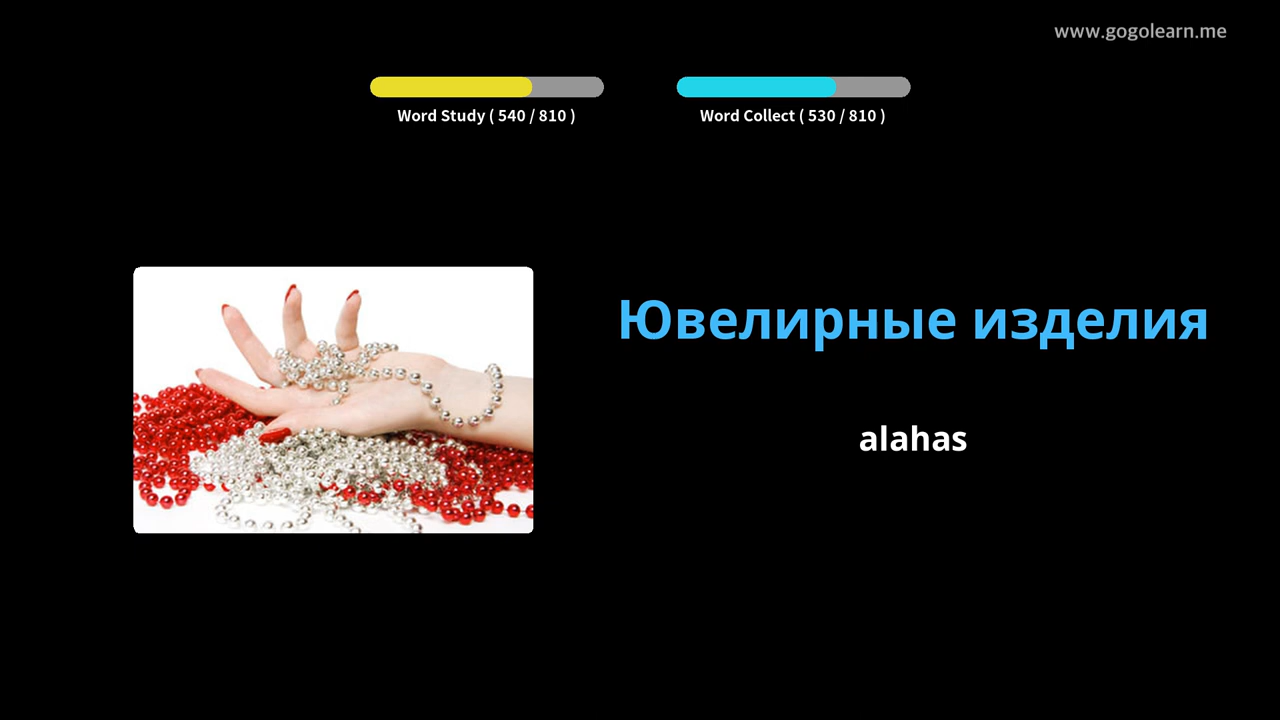 www.gogolearn.me
Word Study ( 540 / 810 )
Word Collect ( 530 / 810 )
Ювелирные изделия
alahas